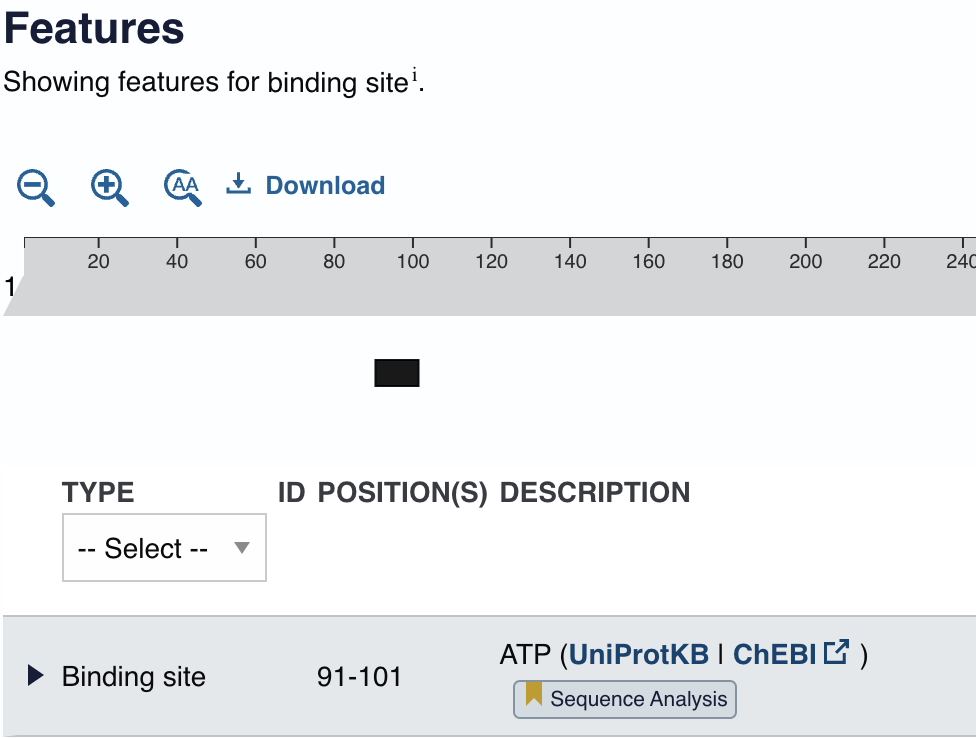 Features
Showing features for binding site i.
AA Download
20 40 60 80 100 120 140 160 180 200 220 240
1
TYPE ID POSITION(S) DESCRIPTION
-- Select --
Binding site 91-101 ATP (UniProtKB | ChEBI )
Sequence Analysis